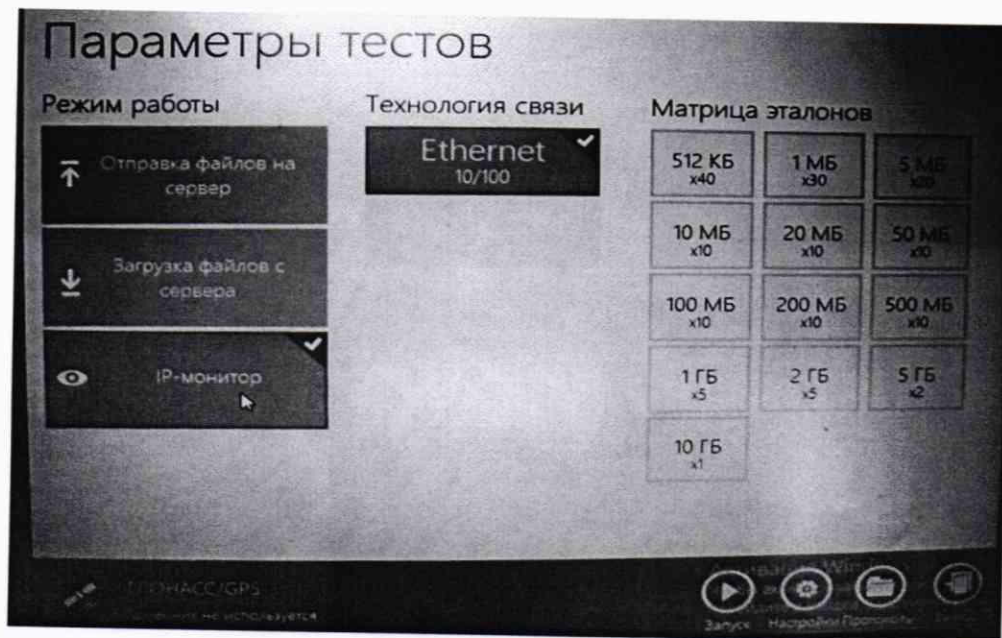 Параметры тестов
Режим работы
Отправка файлов на
сервер
Загрузка файлов с
сервера
IP-монитор
Технология связи
Ethernet
10/100
Матрица эталонов
512 КБ
x40
1 МБ
x30
5 МБ
x20
10 МБ
x10
20 МБ
x10
50 МБ
x10
100 МБ
x10
200 МБ
x10
500 МБ
x10
1 ГБ
x5
2 ГБ
x5
5 ГБ
x2
10 ГБ
x1
ГЛОНАСС/GPS
не используется
Запуск
Настройки
Протоколы